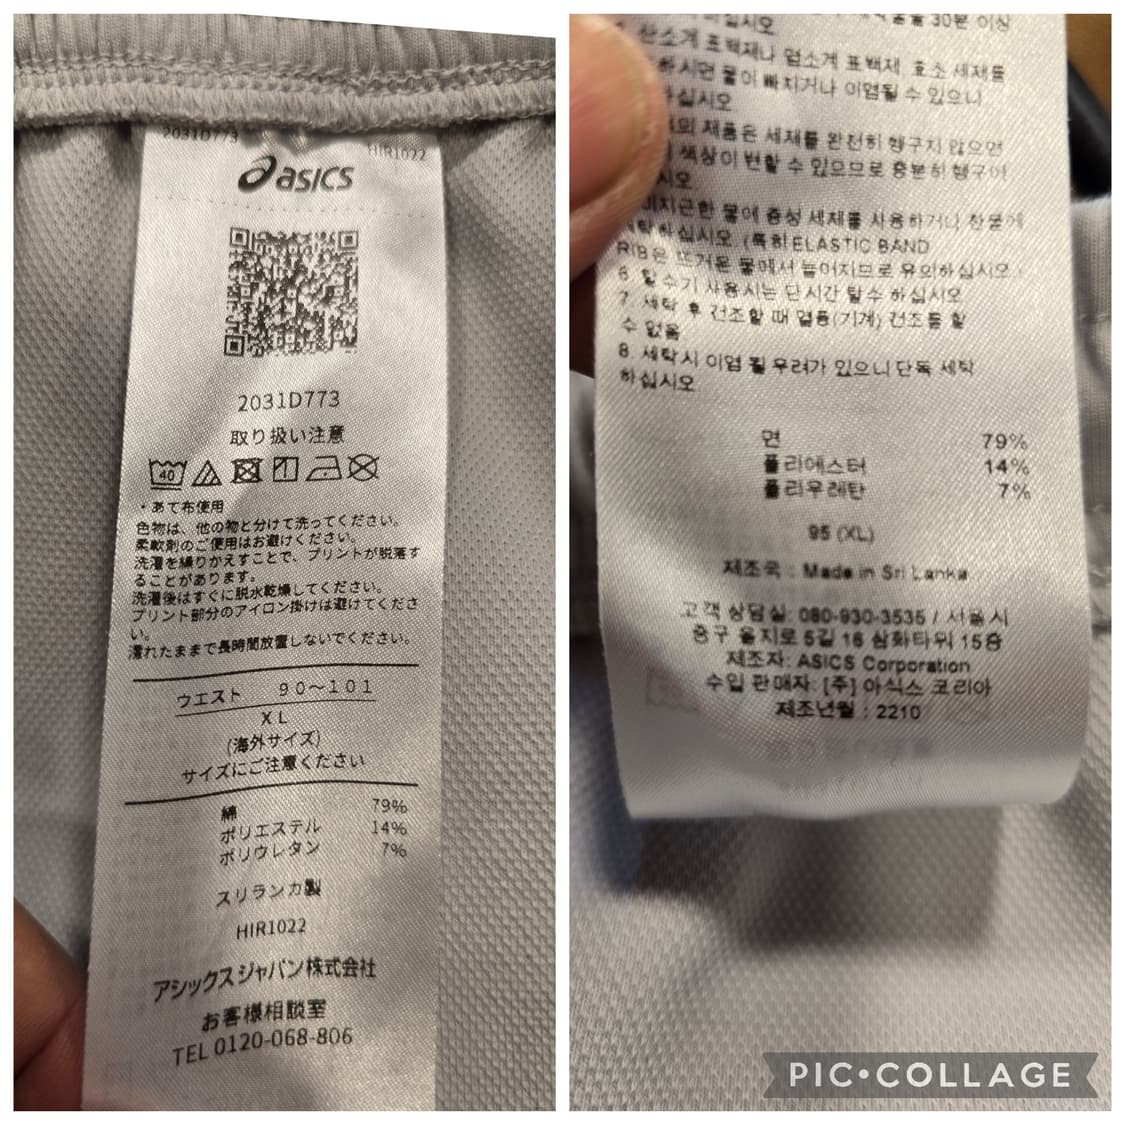 2031D773
HIR1022
asics
2031D773
取り扱い注意
40
・あて布使用
色物は、他の物と分けて洗ってください。
柔軟剤のご使用はお避けください。
洗濯を繰りかえすことで、プリントが脱落す
ることがあります。
洗濯後はすぐに脱水乾燥してください。
プリント部分のアイロン掛けは避けてくださ
い。
濡れたままで長時間放置しないでください。
ウエスト 90〜101
XL
(海外サイズ)
サイズにご注意ください
綿 79%
ポリエステル 14%
ポリウレタン 7%
スリランカ製
HIR1022
アシックスジャパン株式会社
お客様相談室
TEL 0120-068-806
30분 이상
십시오
산소계 표백제나 염소계 표백제 효소 세제를
하시면 물이 빠지거나 이염될 수 있으니
십시오
의 제품은 세제를 완전히 헹구지 않으면
색상이 변할 수 있으므로 충분히 헹구어
시오
미지근한 물에 중성 세제를 사용하거나 찬물에
세탁하십시오. (특히 ELASTIC BAND
RIB은 뜨거운 물에서 늘어지므로 유의하십시오
6. 탈수기 사용시는 단시간 탈수 하십시오
7. 세탁 후 건조할 때 열풍(기계) 건조를 할
수 없음
8. 세탁시 이염 될 우려가 있으니 단독 세탁
하십시오
면 79%
폴리에스터 14%
폴리우레탄 7%
95 (XL)
제조국 : Made in Sri Lanka
고객 상담실: 080-930-3535 / 서울시
중구 을지로 5길 16 삼화타워 15층
제조자: ASICS Corporation
수입 판매자: [주] 아식스 코리아
제조년월 : 2210
PIC•COLLAGE